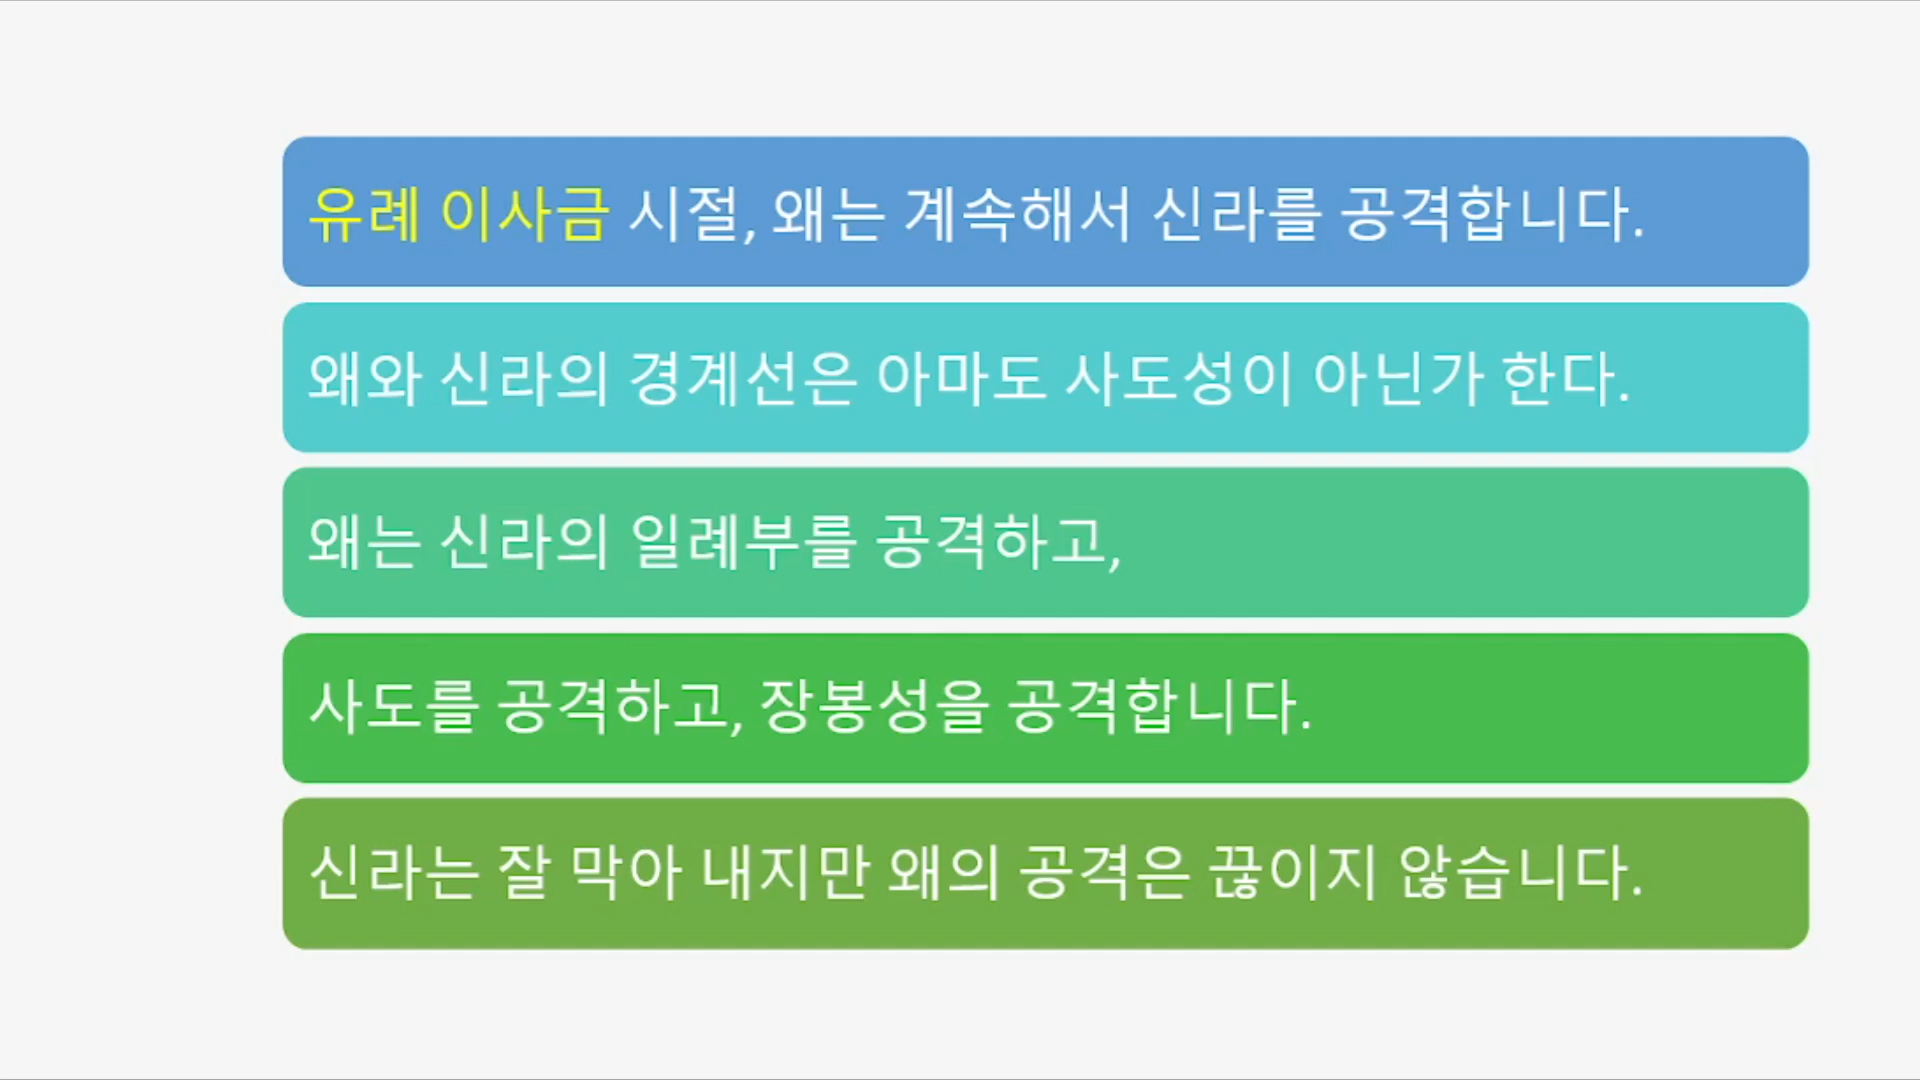 유례 이사금 시절, 왜는 계속해서 신라를 공격합니다.
왜와 신라의 경계선은 아마도 사도성이 아닌가 한다.
왜는 신라의 일례부를 공격하고,
사도를 공격하고, 장봉성을 공격합니다.
신라는 잘 막아 내지만 왜의 공격은 끊이지 않습니다.